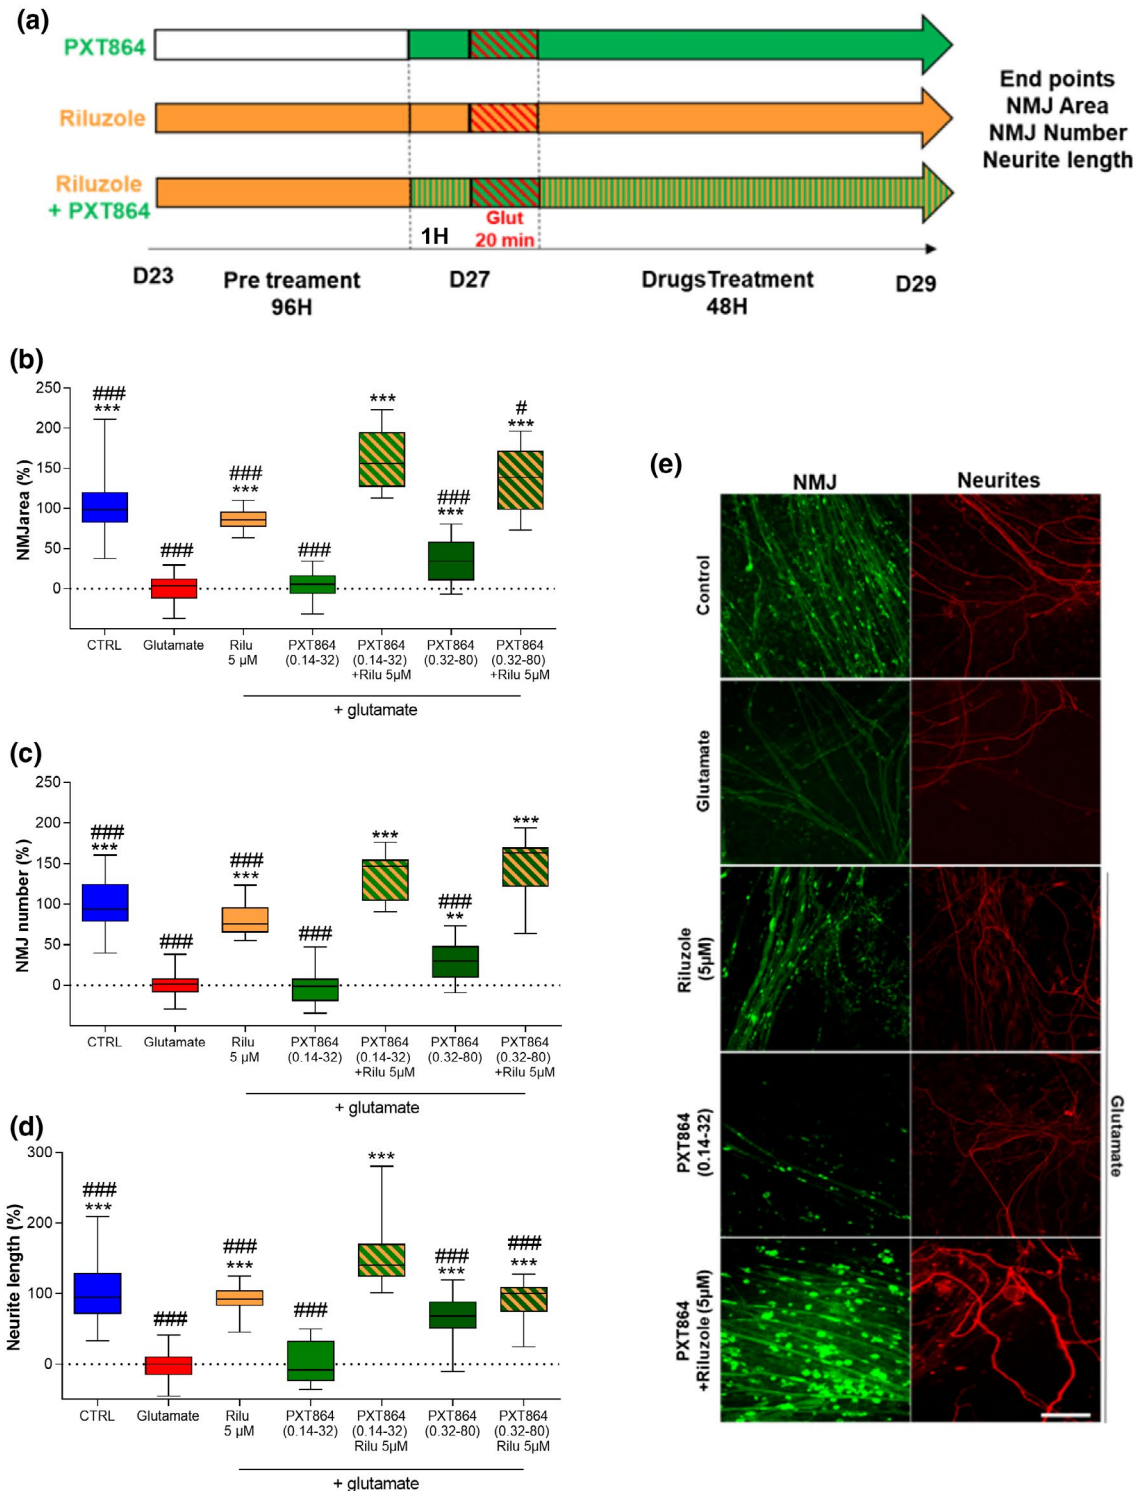 (a)
PXT864
Riluzole
Riluzole
+ PXT864
1H
Glut
20 min
D23
Pre treament
96H
D27
DrugsTreatment
48H
D29
End points
NMJ Area
NMJ Number
Neurite length
(b)
NMJarea (%)
250
200
150
100
50
0
###
***
###
###
***
###
***
###
***
#
***
CTRL
Glutamate
Rilu
5 µM
PXT864
(0.14-32)
PXT864
(0.14-32)
+Rilu 5µM
PXT864
(0.32-80)
PXT864
(0.32-80)
+Rilu 5µM
+ glutamate
(c)
NMJ number (%)
250
200
150
100
50
0
###
***
###
###
***
###
***
###
**
***
CTRL
Glutamate
Rilu
5 µM
PXT864
(0.14-32)
PXT864
(0.14-32)
+Rilu 5µM
PXT864
(0.32-80)
PXT864
(0.32-80)
+Rilu 5µM
+ glutamate
(d)
Neurite length (%)
300
200
100
0
###
***
###
###
***
###
***
###
***
###
***
CTRL
Glutamate
Rilu
5 µM
PXT864
(0.14-32)
PXT864
(0.14-32)
Rilu 5µM
PXT864
(0.32-80)
PXT864
(0.32-80)
Rilu 5µM
+ glutamate
(e)
NMJ
Neurites
Control
Glutamate
Riluzole
(5µM)
PXT864
(0.14-32)
PXT864
+Riluzole (5µM)
Glutamate